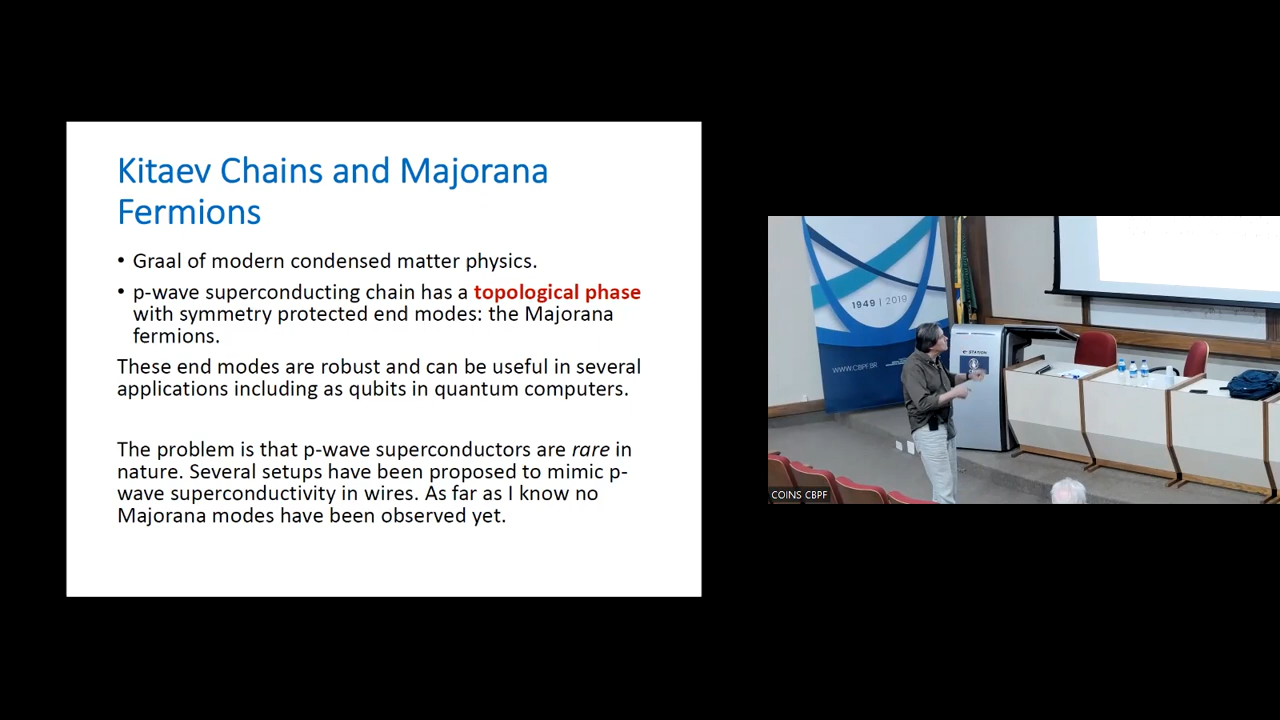 Kitaev Chains and Majorana
Fermions
• Graal of modern condensed matter physics.
• p-wave superconducting chain has a topological phase
with symmetry protected end modes: the Majorana
fermions.
These end modes are robust and can be useful in several
applications including as qubits in quantum computers.
The problem is that p-wave superconductors are rare in
nature. Several setups have been proposed to mimic p-
wave superconductivity in wires. As far as I know no
Majorana modes have been observed yet.
1949 | 2019
WWW.CBPF.BR
STATION
COINS CBPF